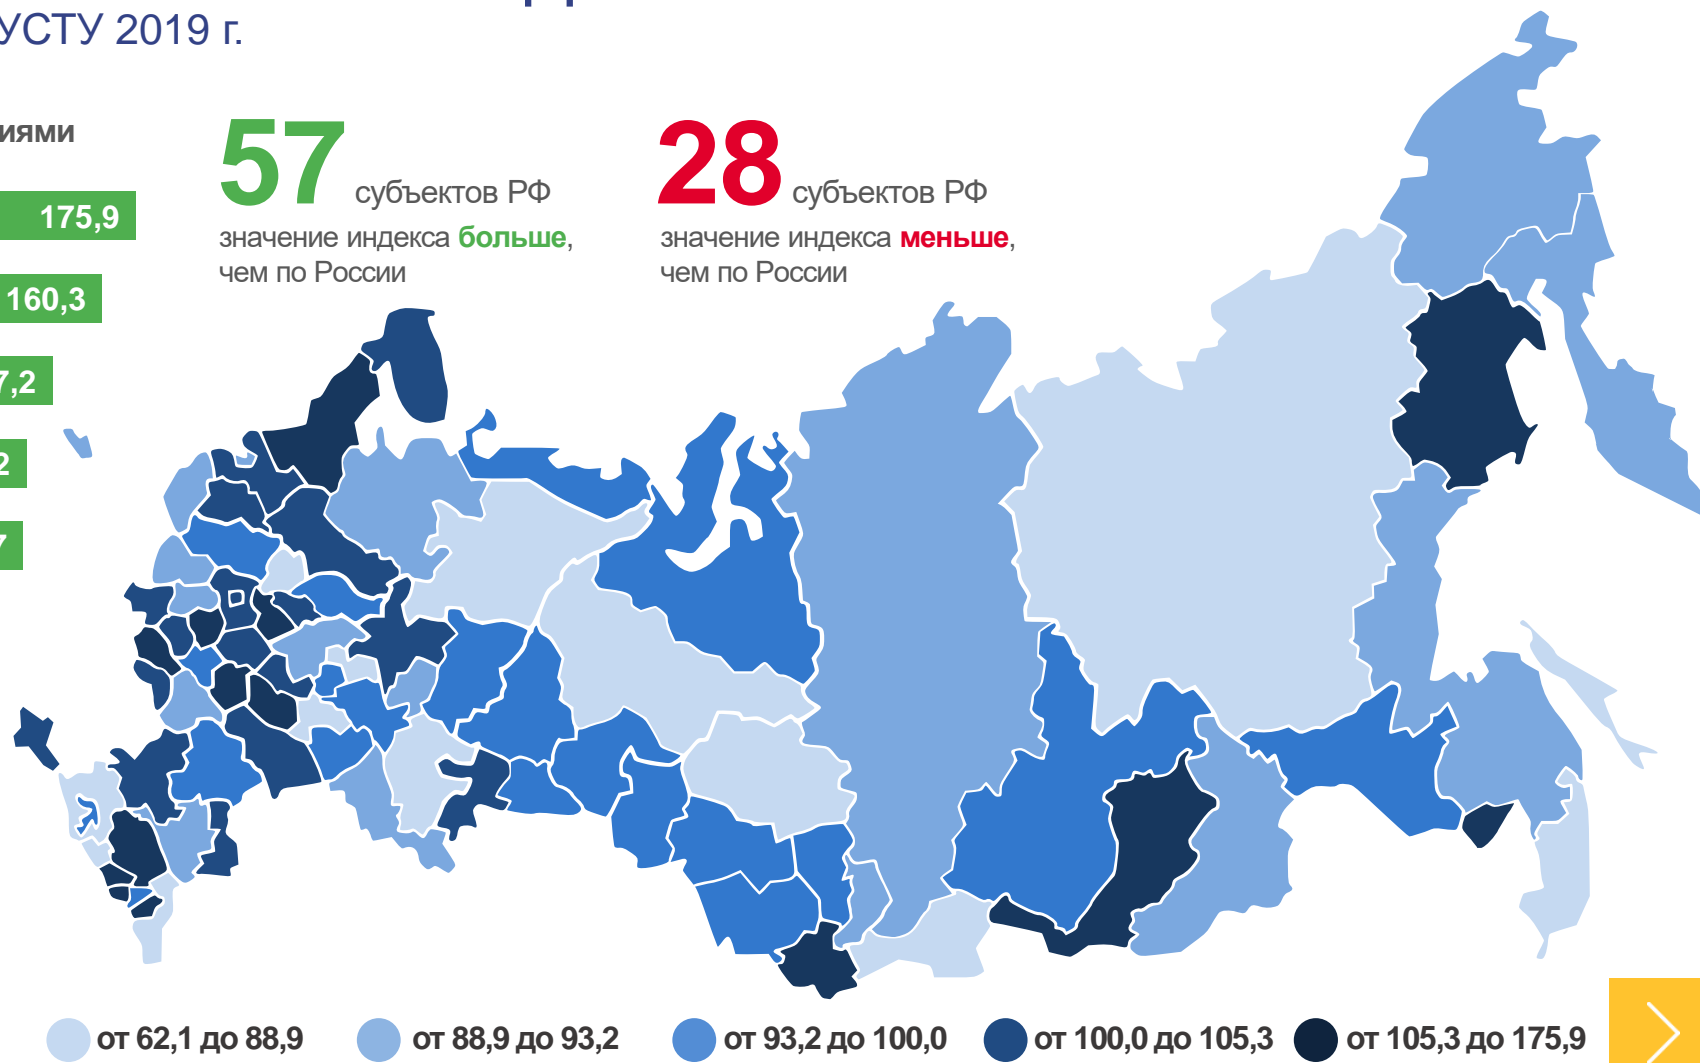 УСТУ 2019 г.
иями
175,9
160,3
7,2
2
7
57 субъектов РФ
значение индекса больше,
чем по России
28 субъектов РФ
значение индекса меньше,
чем по России
от 62,1 до 88,9
от 88,9 до 93,2
от 93,2 до 100,0
от 100,0 до 105,3
от 105,3 до 175,9